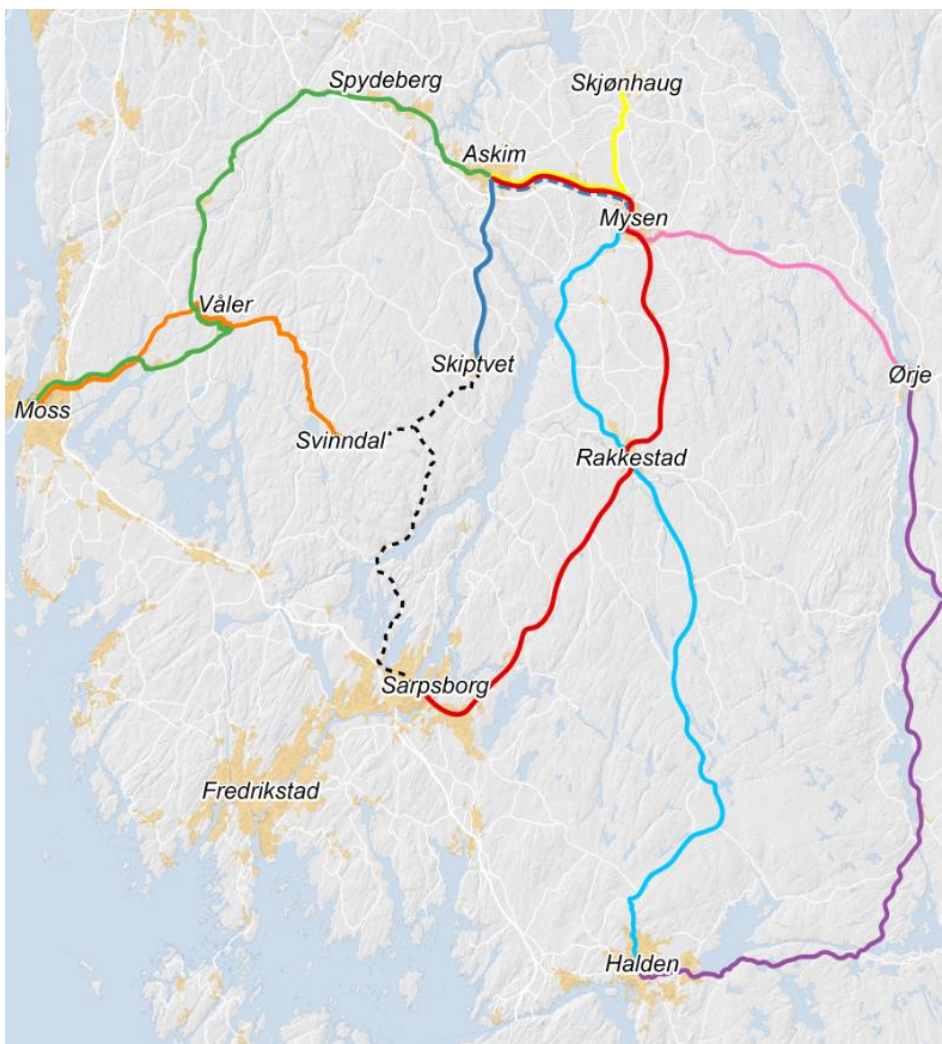 Spydeberg
Skjønhaug
Askim
Mysen
Våler
Skiptvet
Ørje
Moss
Svinndal
Rakkestad
Sarpsborg
Fredrikstad
Halden